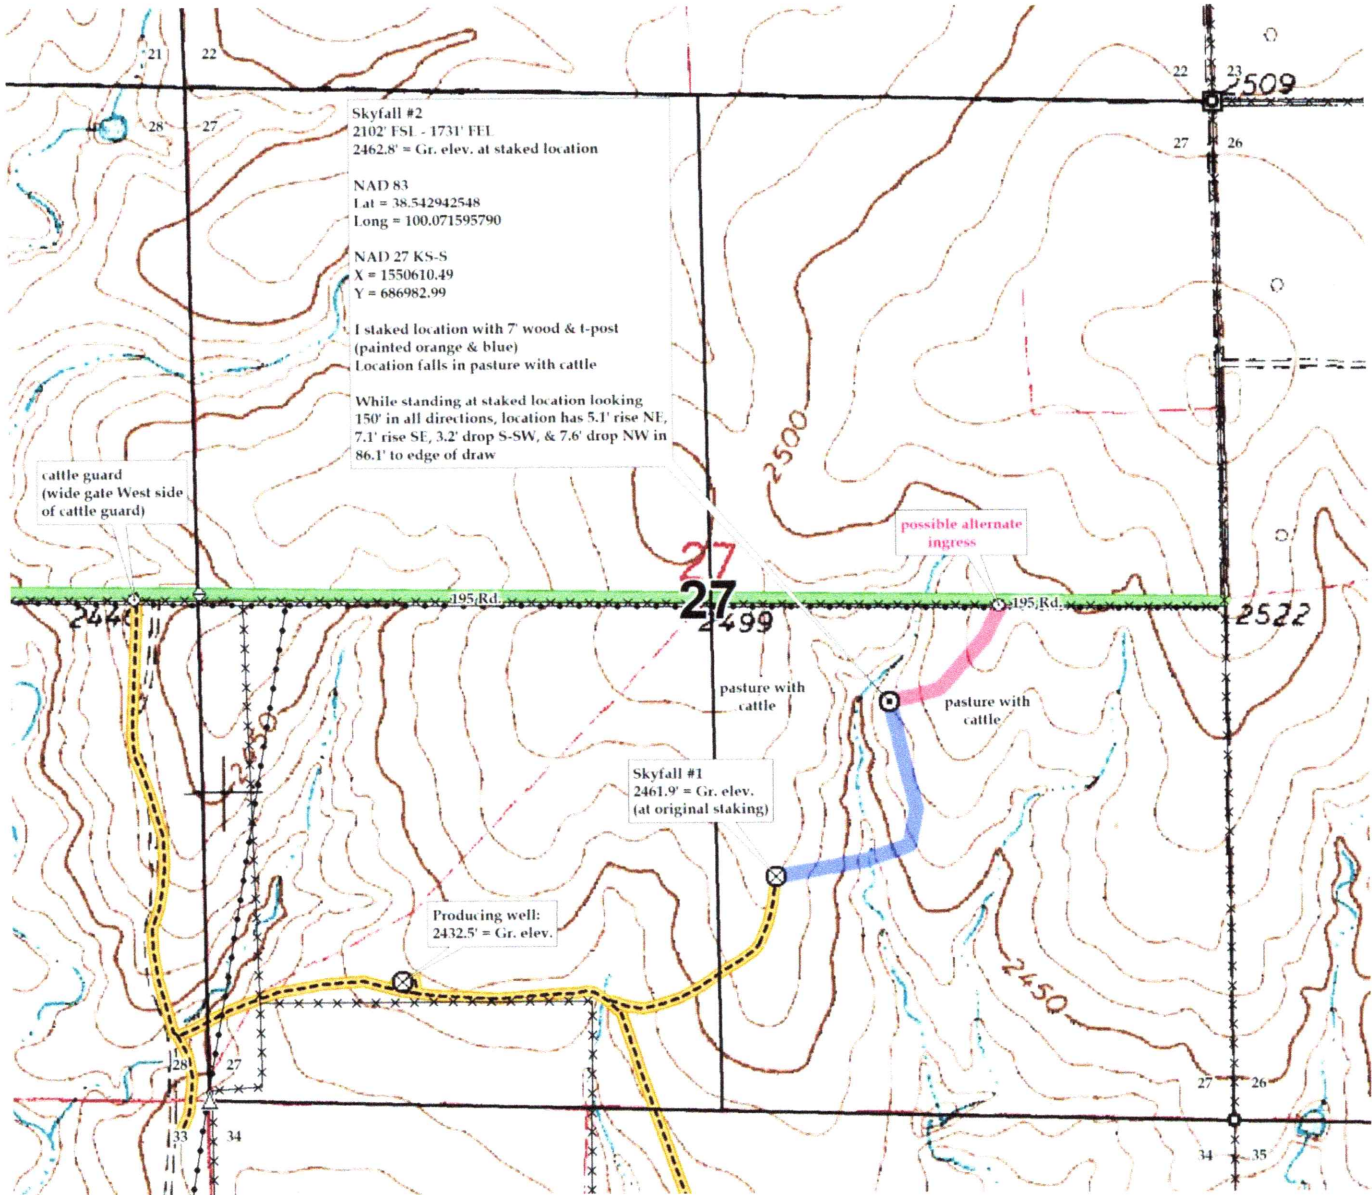 21
22
22
23
2509
28
27
27
26
Skyfall #2
2102' FSL - 1731' FEL
2462.8' = Gr. elev. at staked location
NAD 83
Lat = 38.542942548
Long = 100.071595790
NAD 27 KS-S
X = 1550610.49
Y = 686982.99
I staked location with 7' wood & t-post
(painted orange & blue)
Location falls in pasture with cattle
While standing at staked location looking
150' in all directions, location has 5.1' rise NE,
7.1' rise SE, 3.2' drop S-SW, & 7.6' drop NW in
86.1' to edge of draw
2500
cattle guard
(wide gate West side
of cattle guard)
possible alternate
ingress
27
27
195 Rd.
195 Rd.
2499
2522
pasture with
cattle
pasture with
cattle
2450
Skyfall #1
2461.9' = Gr. elev.
(at original staking)
Producing well:
2432.5' = Gr. elev.
2450
28
27
27
26
33
34
34
35